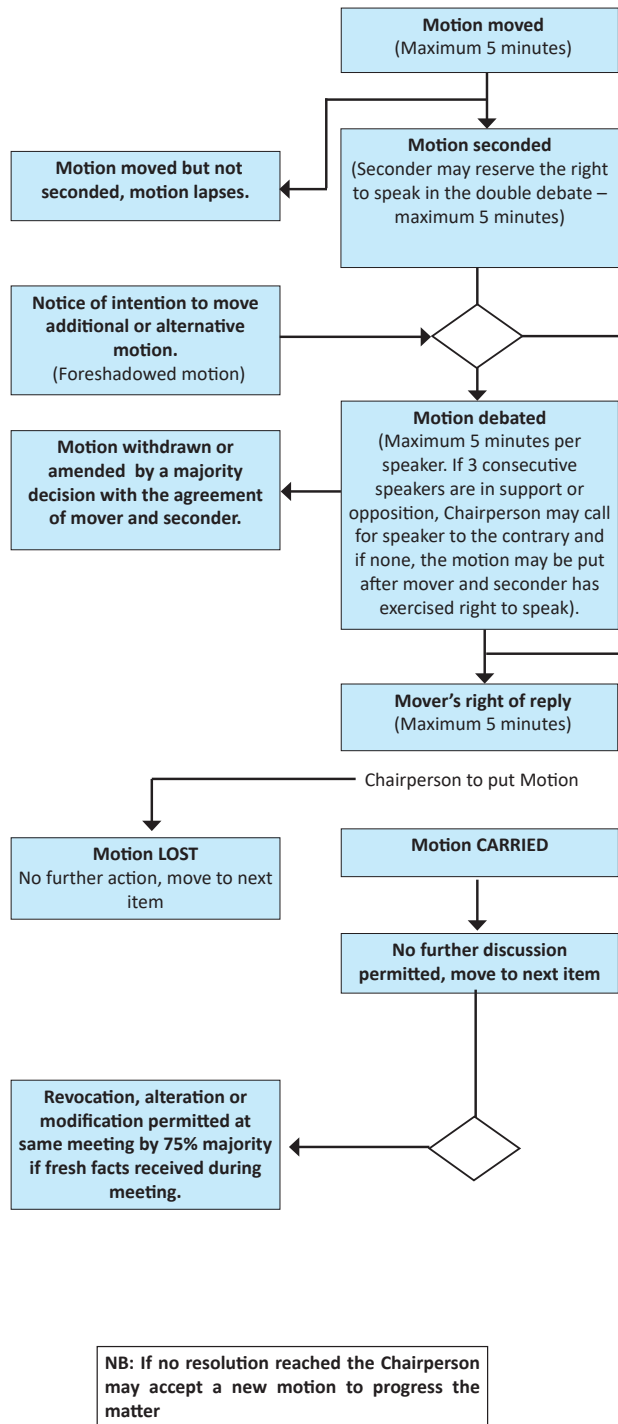 Motion moved
(Maximum 5 minutes)
Motion seconded
(Seconder may reserve the right
to speak in the double debate –
maximum 5 minutes)
Motion moved but not
seconded, motion lapses.
Notice of intention to move
additional or alternative
motion.
(Foreshadowed motion)
Motion debated
(Maximum 5 minutes per
speaker. If 3 consecutive
speakers are in support or
opposition, Chairperson may call
for speaker to the contrary and
if none, the motion may be put
after mover and seconder has
exercised right to speak).
Motion withdrawn or
amended by a majority
decision with the agreement
of mover and seconder.
Mover's right of reply
(Maximum 5 minutes)
Chairperson to put Motion
Motion LOST
No further action, move to next
item
Motion CARRIED
No further discussion
permitted, move to next item
Revocation, alteration or
modification permitted at
same meeting by 75% majority
if fresh facts received during
meeting.
NB: If no resolution reached the Chairperson
may accept a new motion to progress the
matter